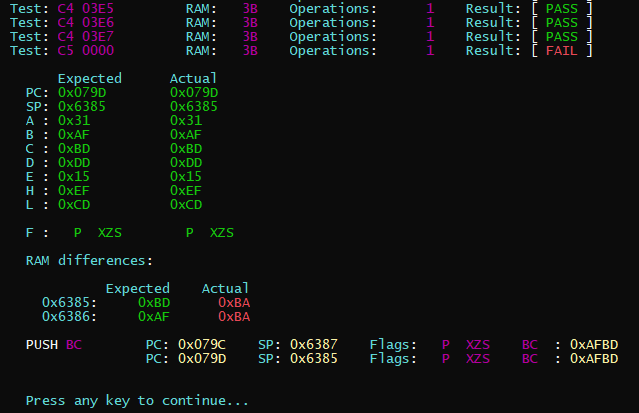 Test: C4 03E5 RAM: 3B Operations: 1 Result: [ PASS ]
Test: C4 03E6 RAM: 3B Operations: 1 Result: [ PASS ]
Test: C4 03E7 RAM: 3B Operations: 1 Result: [ PASS ]
Test: C5 0000 RAM: 3B Operations: 1 Result: [ FAIL ]
Expected Actual
PC: 0x079D 0x079D
SP: 0x6385 0x6385
A : 0x31 0x31
B : 0xAF 0xAF
C : 0xBD 0xBD
D : 0xDD 0xDD
E : 0x15 0x15
H : 0xEF 0xEF
L : 0xCD 0xCD
F : P XZS P XZS
RAM differences:
Expected Actual
0x6385: 0xBD 0xBA
0x6386: 0xAF 0xBA
PUSH BC PC: 0x079C SP: 0x6387 Flags: P XZS BC : 0xAFBD
PC: 0x079D SP: 0x6385 Flags: P XZS BC : 0xAFBD
Press any key to continue...